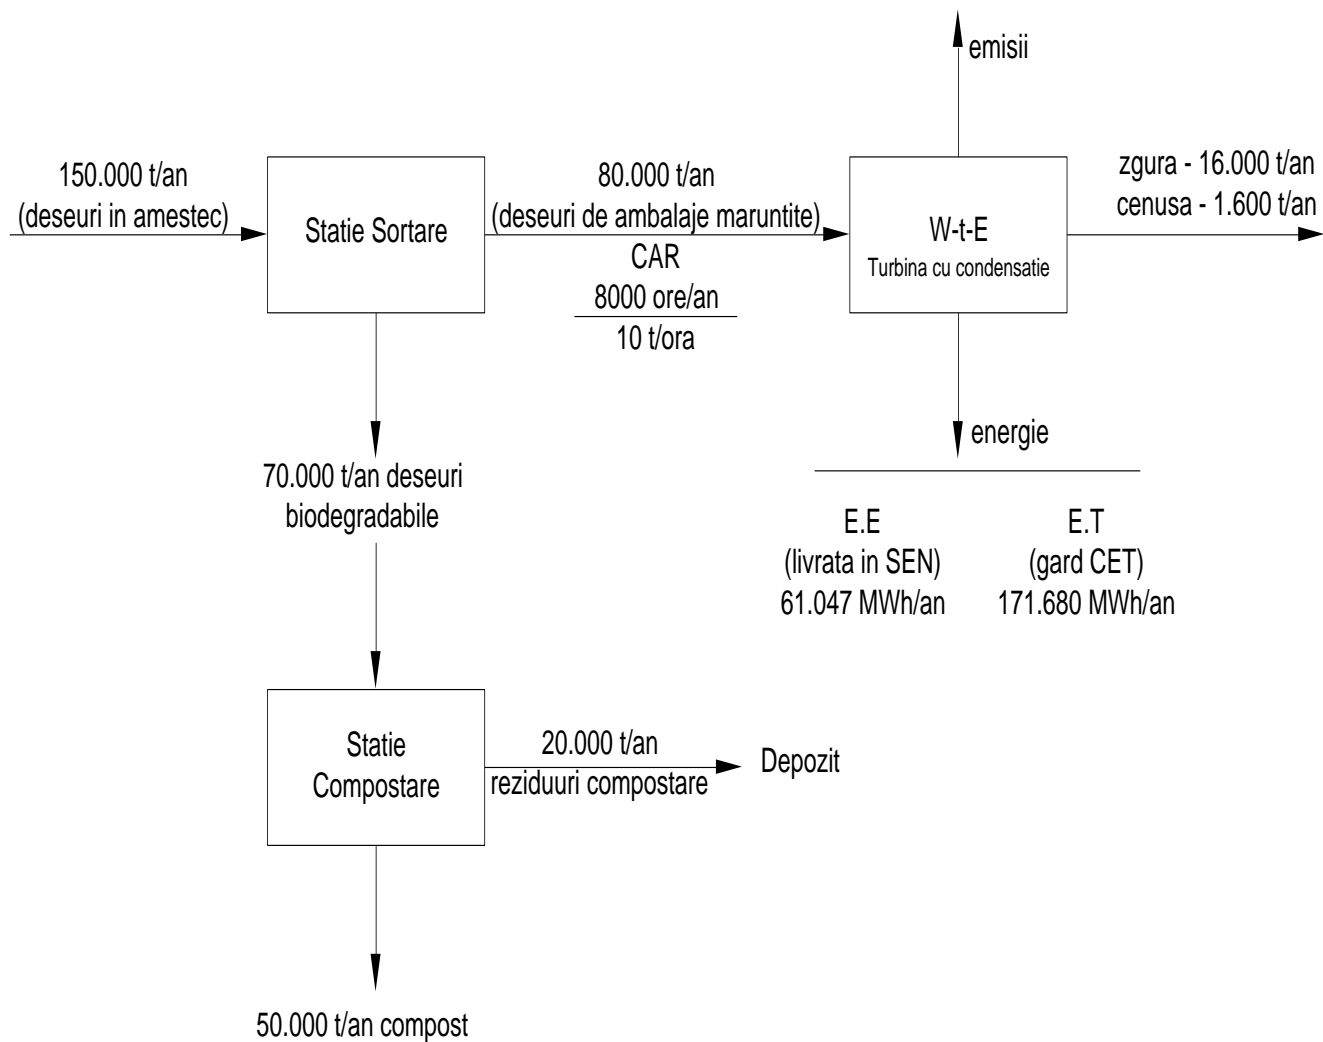 emisii
150.000 t/an
(deseuri in amestec)
Statie Sortare
80.000 t/an
(deseuri de ambalaje maruntite)
CAR
8000 ore/an
10 t/ora
W-t-E
Turbina cu condensatie
zgura - 16.000 t/an
cenusa - 1.600 t/an
energie
E.E
(livrata in SEN)
61.047 MWh/an
E.T
(gard CET)
171.680 MWh/an
70.000 t/an deseuri
biodegradabile
Statie
Compostare
20.000 t/an
reziduuri compostare
Depozit
50.000 t/an compost